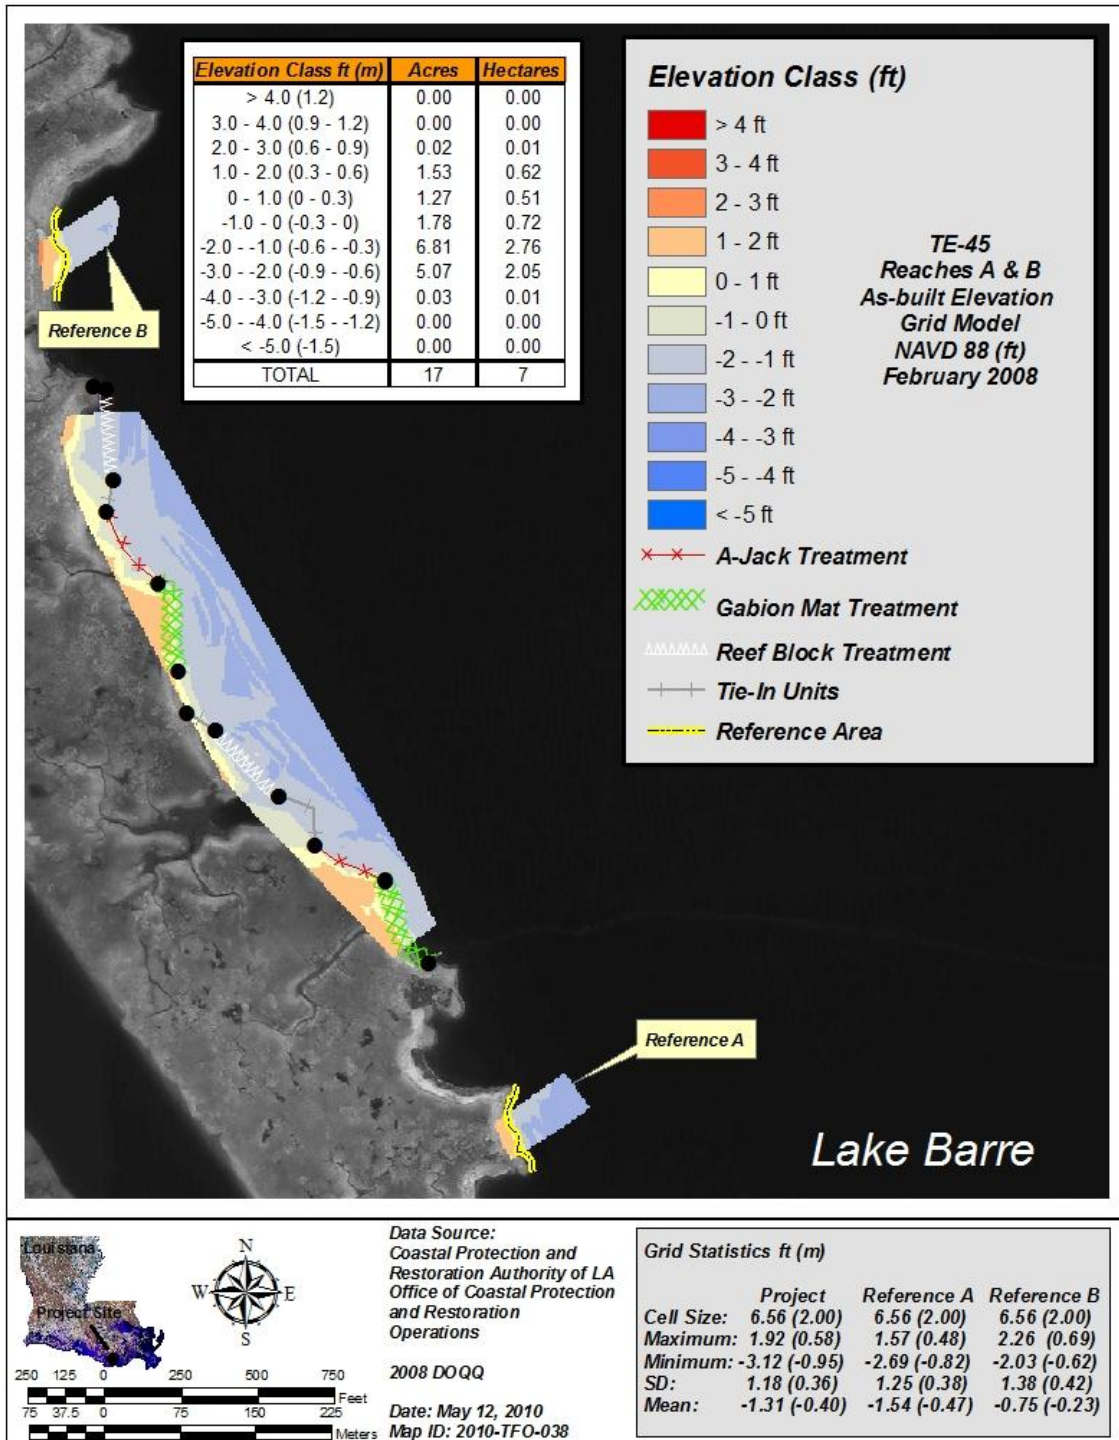 Elevation Class ft (m) Acres Hectares
> 4.0 (1.2) 0.00 0.00
3.0 - 4.0 (0.9 - 1.2) 0.00 0.00
2.0 - 3.0 (0.6 - 0.9) 0.02 0.01
1.0 - 2.0 (0.3 - 0.6) 1.53 0.62
0 - 1.0 (0 - 0.3) 1.27 0.51
-1.0 - 0 (-0.3 - 0) 1.78 0.72
-2.0 - -1.0 (-0.6 - -0.3) 6.81 2.76
-3.0 - -2.0 (-0.9 - -0.6) 5.07 2.05
-4.0 - -3.0 (-1.2 - -0.9) 0.03 0.01
-5.0 - -4.0 (-1.5 - -1.2) 0.00 0.00
< -5.0 (-1.5) 0.00 0.00
TOTAL 17 7
Elevation Class (ft)
> 4 ft
3 - 4 ft
2 - 3 ft
1 - 2 ft
0 - 1 ft
-1 - 0 ft
-2 - -1 ft
-3 - -2 ft
-4 - -3 ft
-5 - -4 ft
< -5 ft
A-Jack Treatment
Gabion Mat Treatment
Reef Block Treatment
Tie-In Units
Reference Area
TE-45
Reaches A & B
As-built Elevation
Grid Model
NAVD 88 (ft)
February 2008
Reference B
Reference A
Lake Barre
Louisiana
Project Site
N
W E
S
250 125 0 250 500 750
Feet
75 37.5 0 75 150 225
Meters
Data Source:
Coastal Protection and
Restoration Authority of LA
Office of Coastal Protection
and Restoration
Operations
2008 DOQQ
Date: May 12, 2010
Map ID: 2010-TFO-038
Grid Statistics ft (m)
Project Reference A Reference B
Cell Size: 6.56 (2.00) 6.56 (2.00) 6.56 (2.00)
Maximum: 1.92 (0.58) 1.57 (0.48) 2.26 (0.69)
Minimum: -3.12 (-0.95) -2.69 (-0.82) -2.03 (-0.62)
SD: 1.18 (0.36) 1.25 (0.38) 1.38 (0.42)
Mean: -1.31 (-0.40) -1.54 (-0.47) -0.75 (-0.23)